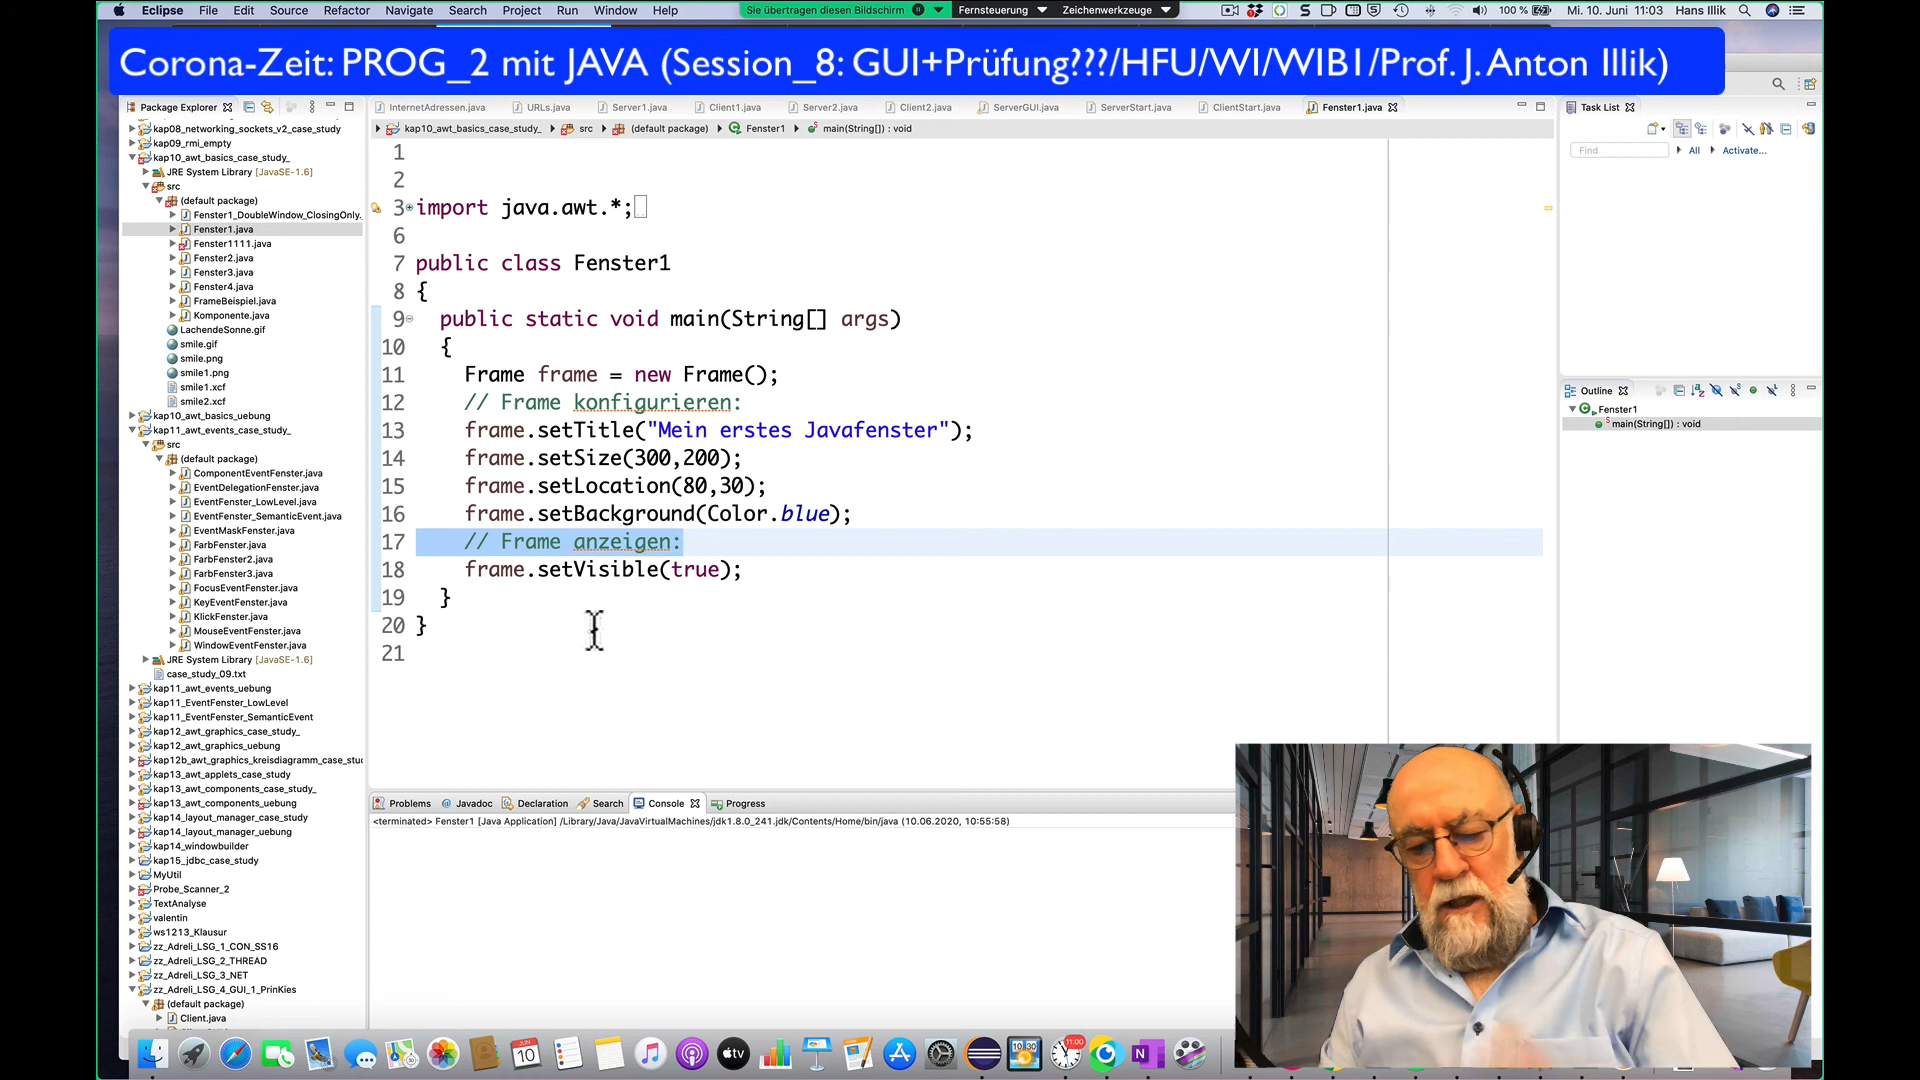 Eclipse File Edit Source Refactor Navigate Search Project Run Window Help Sie übertragen diesen Bildschirm Fernsteuerung Zeichenwerkzeuge 100 % Mi. 10. Juni 11:03 Hans Illik
Corona-Zeit: PROG_2 mit JAVA (Session_8: GUI+Prüfung???/HFU/WI/WIB1/Prof. J. Anton Illik)
Package Explorer
kap08_networking_sockets_v2_case_study
kap09_rmi_empty
kap10_awt_basics_case_study_
JRE System Library [JavaSE-1.6]
src
(default package)
Fenster1_DoubleWindow_ClosingOnly.
Fenster1.java
Fenster1111.java
Fenster2.java
Fenster3.java
Fenster4.java
FrameBeispiel.java
Komponente.java
LachendeSonne.gif
smile.gif
smile.png
smile1.png
smile1.xcf
smile2.xcf
kap10_awt_basics_uebung
kap11_awt_events_case_study_
src
(default package)
ComponentEventFenster.java
EventDelegationFenster.java
EventFenster_LowLevel.java
EventFenster_SemanticEvent.java
EventMaskFenster.java
FarbFenster.java
FarbFenster2.java
FarbFenster3.java
FocusEventFenster.java
KeyEventFenster.java
KlickFenster.java
MouseEventFenster.java
WindowEventFenster.java
JRE System Library [JavaSE-1.6]
case_study_09.txt
kap11_awt_events_uebung
kap11_EventFenster_LowLevel
kap11_EventFenster_SemanticEvent
kap12_awt_graphics_case_study_
kap12_awt_graphics_uebung
kap12b_awt_graphics_kreisdiagramm_case_stud
kap13_awt_applets_case_study
kap13_awt_components_case_study_
kap13_awt_components_uebung
kap14_layout_manager_case_study
kap14_layout_manager_uebung
kap14_windowbuilder
kap15_jdbc_case_study
MyUtil
Probe_Scanner_2
TextAnalyse
valentin
ws1213_Klausur
zz_Adreli_LSG_1_CON_SS16
zz_Adreli_LSG_2_THREAD
zz_Adreli_LSG_3_NET
zz_Adreli_LSG_4_GUI_1_PrinKies
(default package)
Client.java
InternetAdressen.java URLs.java Server1.java Client1.java Server2.java Client2.java ServerGUI.java ServerStart.java ClientStart.java Fenster1.java
kap10_awt_basics_case_study_ src (default package) Fenster1 main(String[]) : void
1
2
3 import java.awt.*;
6
7 public class Fenster1
8 {
9 public static void main(String[] args)
10 {
11 Frame frame = new Frame();
12 // Frame konfigurieren:
13 frame.setTitle("Mein erstes Javafenster");
14 frame.setSize(300,200);
15 frame.setLocation(80,30);
16 frame.setBackground(Color.blue);
17 // Frame anzeigen:
18 frame.setVisible(true);
19 }
20 }
21
Problems Javadoc Declaration Search Console Progress
<terminated> Fenster1 [Java Application] /Library/Java/JavaVirtualMachines/jdk1.8.0_241.jdk/Contents/Home/bin/java (10.06.2020, 10:55:58)
Task List
Find All Activate...
Outline
Fenster1
main(String[]) : void
JUN 10 tv 10:30 11:00 N